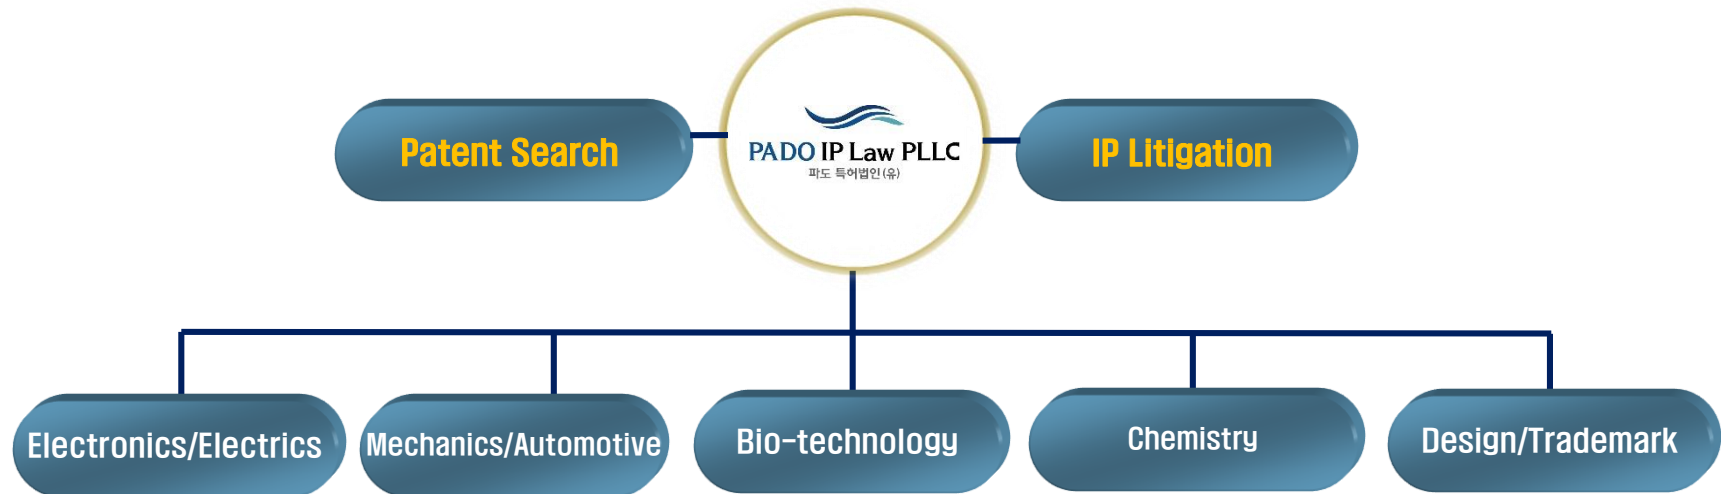 Patent Search
PADO IP Law PLLC
파도 특허법인(유)
IP Litigation
Electronics/Electrics
Mechanics/Automotive
Bio-technology
Chemistry
Design/Trademark